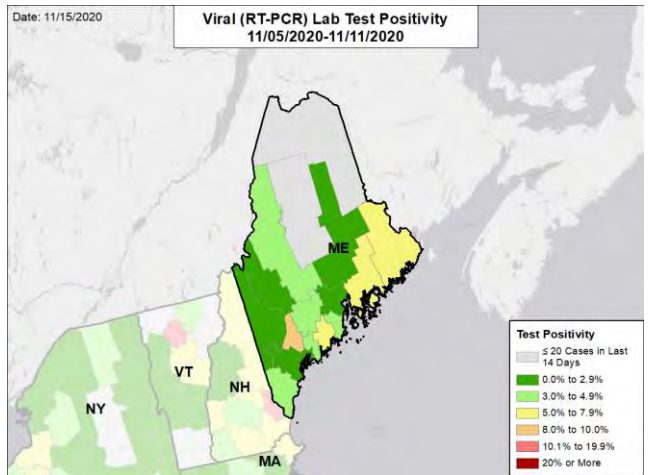 Date: 11/15/2020
Viral (RT-PCR) Lab Test Positivity
11/05/2020-11/11/2020
ME
VT
NH
NY
MA
Test Positivity
≤ 20 Cases in Last
14 Days
0.0% to 2.9%
3.0% to 4.9%
5.0% to 7.9%
8.0% to 10.0%
10.1% to 19.9%
20% or More